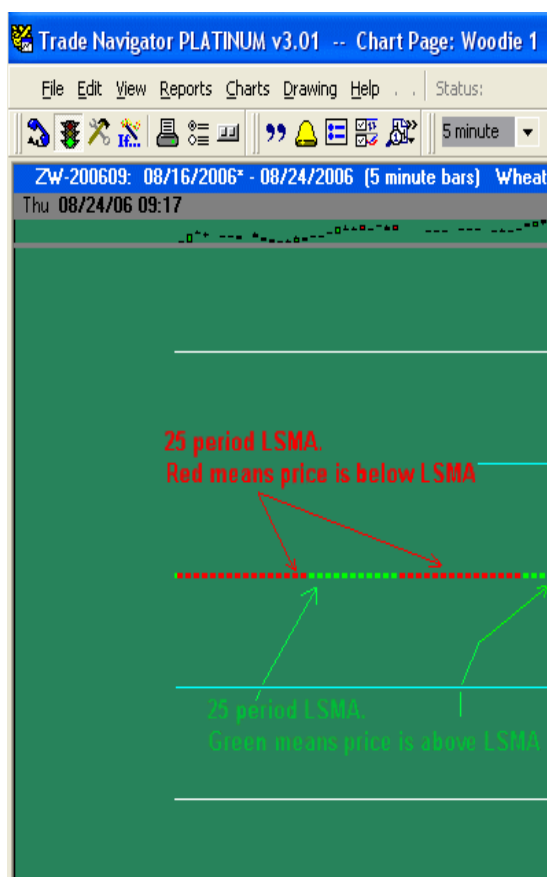 Trade Navigator PLATINUM v3.01 -- Chart Page: Woodie 1
File Edit View Reports Charts Drawing Help . . Status:
If... 5 minute
ZW-200609: 08/16/2006* - 08/24/2006 (5 minute bars) Wheat
Thu 08/24/06 09:17
25 period LSMA.
Red means price is below LSMA
25 period LSMA.
Green means price is above LSMA